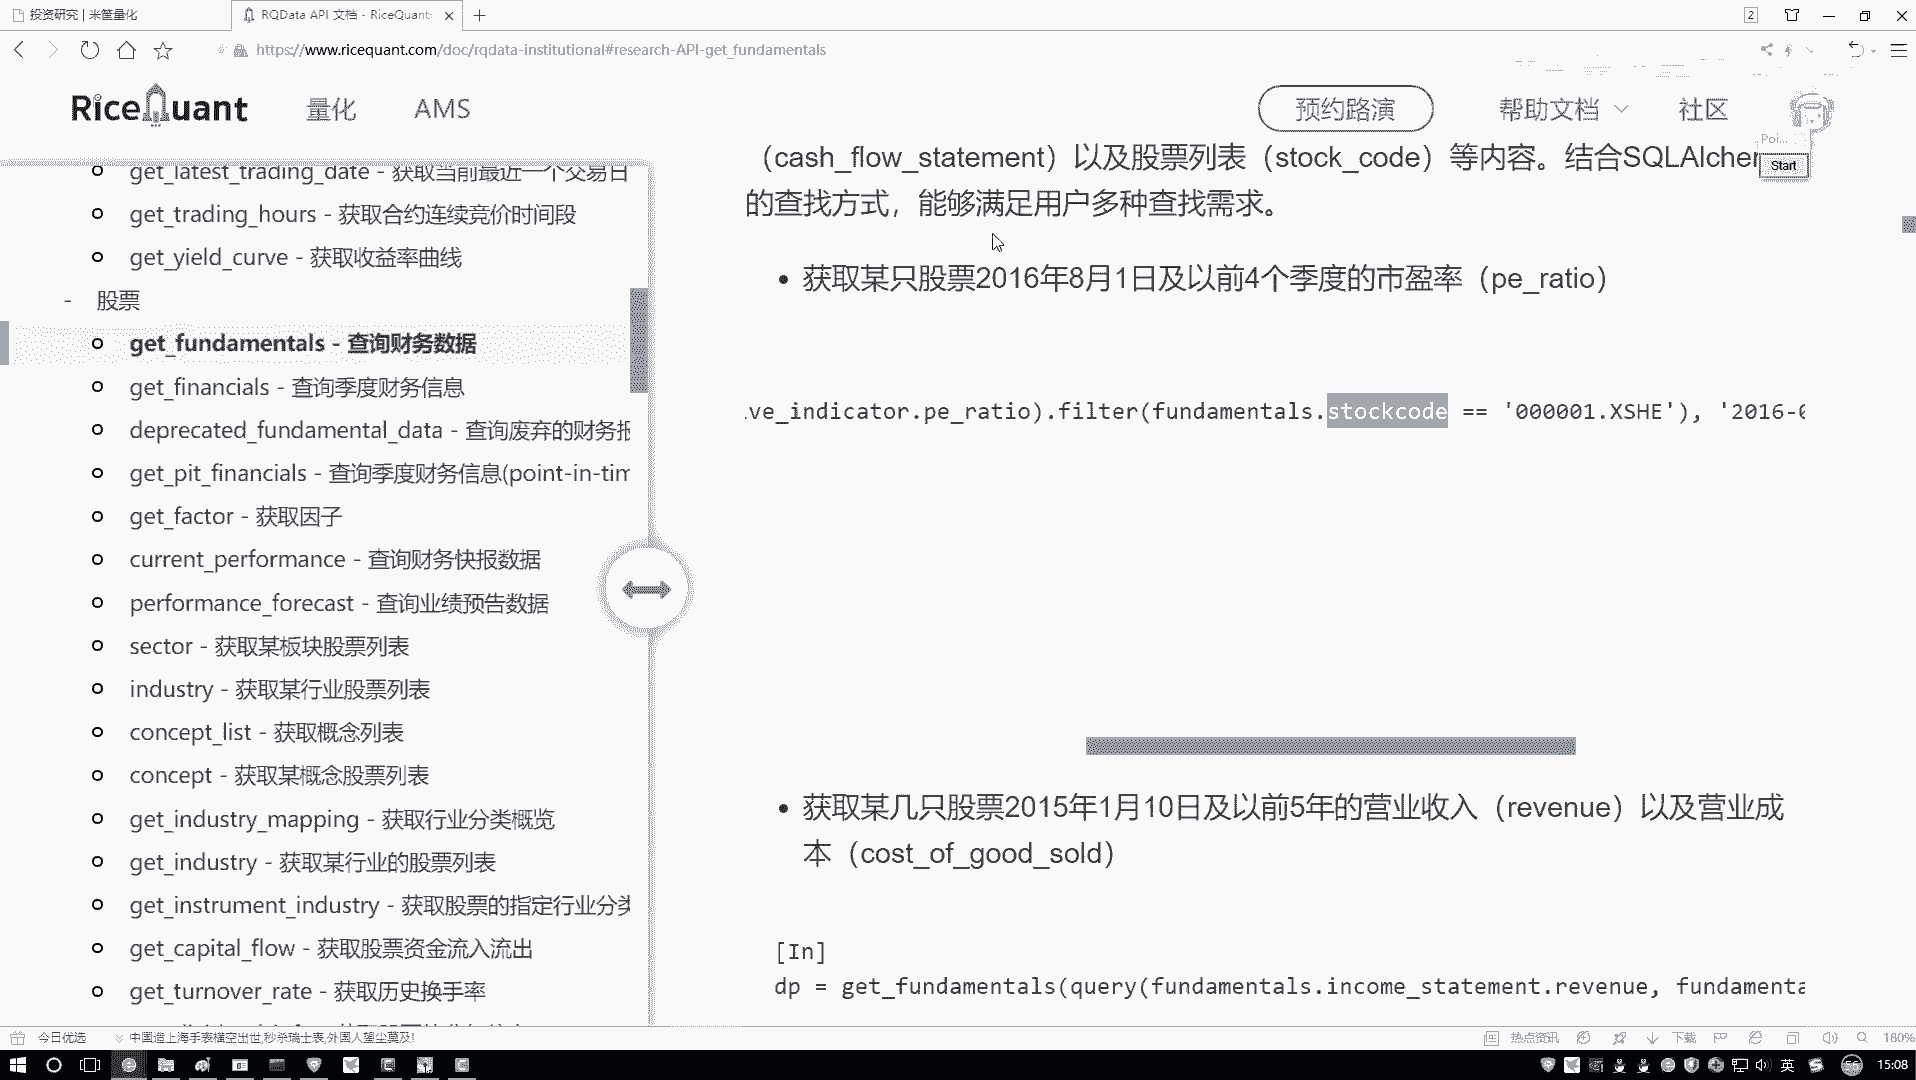 投资研究 | 米筐量化
RQData API 文档 - RiceQuant:
2
https://www.ricequant.com/doc/rqdata-institutional#research-API-get_fundamentals
RiceQuant
量化
AMS
预约路演
帮助文档
社区
Poi...
Start
get_latest_trading_date - 获取当前最近一个交易日
get_trading_hours - 获取合约连续竞价时间段
get_yield_curve - 获取收益率曲线
- 股票
get_fundamentals - 查询财务数据
get_financials - 查询季度财务信息
deprecated_fundamental_data - 查询废弃的财务报
get_pit_financials - 查询季度财务信息(point-in-tim
get_factor - 获取因子
current_performance - 查询财务快报数据
performance_forecast - 查询业绩预告数据
sector - 获取某板块股票列表
industry - 获取某行业股票列表
concept_list - 获取概念列表
concept - 获取某概念股票列表
get_industry_mapping - 获取行业分类概览
get_industry - 获取某行业的股票列表
get_instrument_industry - 获取股票的指定行业分类
get_capital_flow - 获取股票资金流入流出
get_turnover_rate - 获取历史换手率
（cash_flow_statement）以及股票列表（stock_code）等内容。结合SQLAlche
的查找方式，能够满足用户多种查找需求。
• 获取某只股票2016年8月1日及以前4个季度的市盈率（pe_ratio）
.ve_indicator.pe_ratio).filter(fundamentals.stockcode == '000001.XSHE'), '2016-0
• 获取某几只股票2015年1月10日及以前5年的营业收入（revenue）以及营业成
本（cost_of_good_sold）
[In]
dp = get_fundamentals(query(fundamentals.income_statement.revenue, fundamenta
今日优选
中国造上海手表横空出世,秒杀瑞士表,外国人望尘莫及!
热点资讯
下载
180%
英
56
15:08